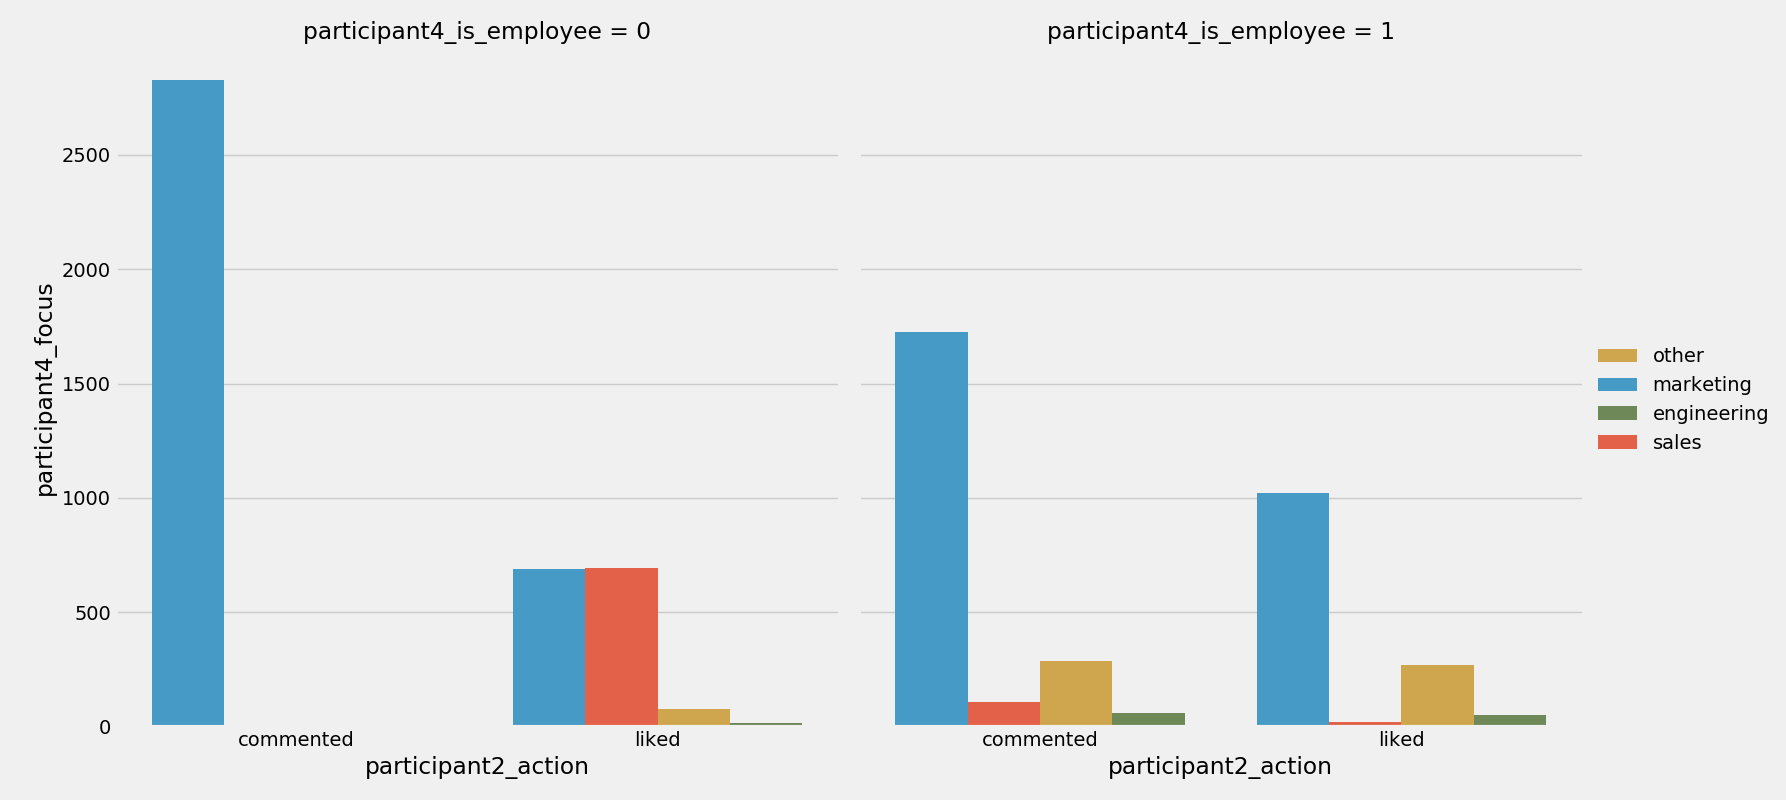 participant4_is_employee = 0
participant4_is_employee = 1
participant4_focus
2500
2000
1500
1000
500
0
commented
liked
commented
liked
participant2_action
participant2_action
other
marketing
engineering
sales